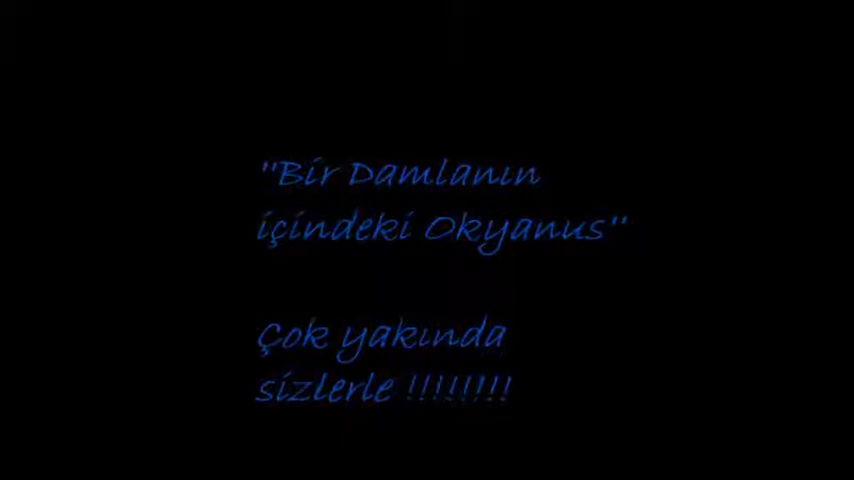 "Bir Damlanın
içindeki Okyanus"
Çok yakında
sizlerle !!!!!!!!